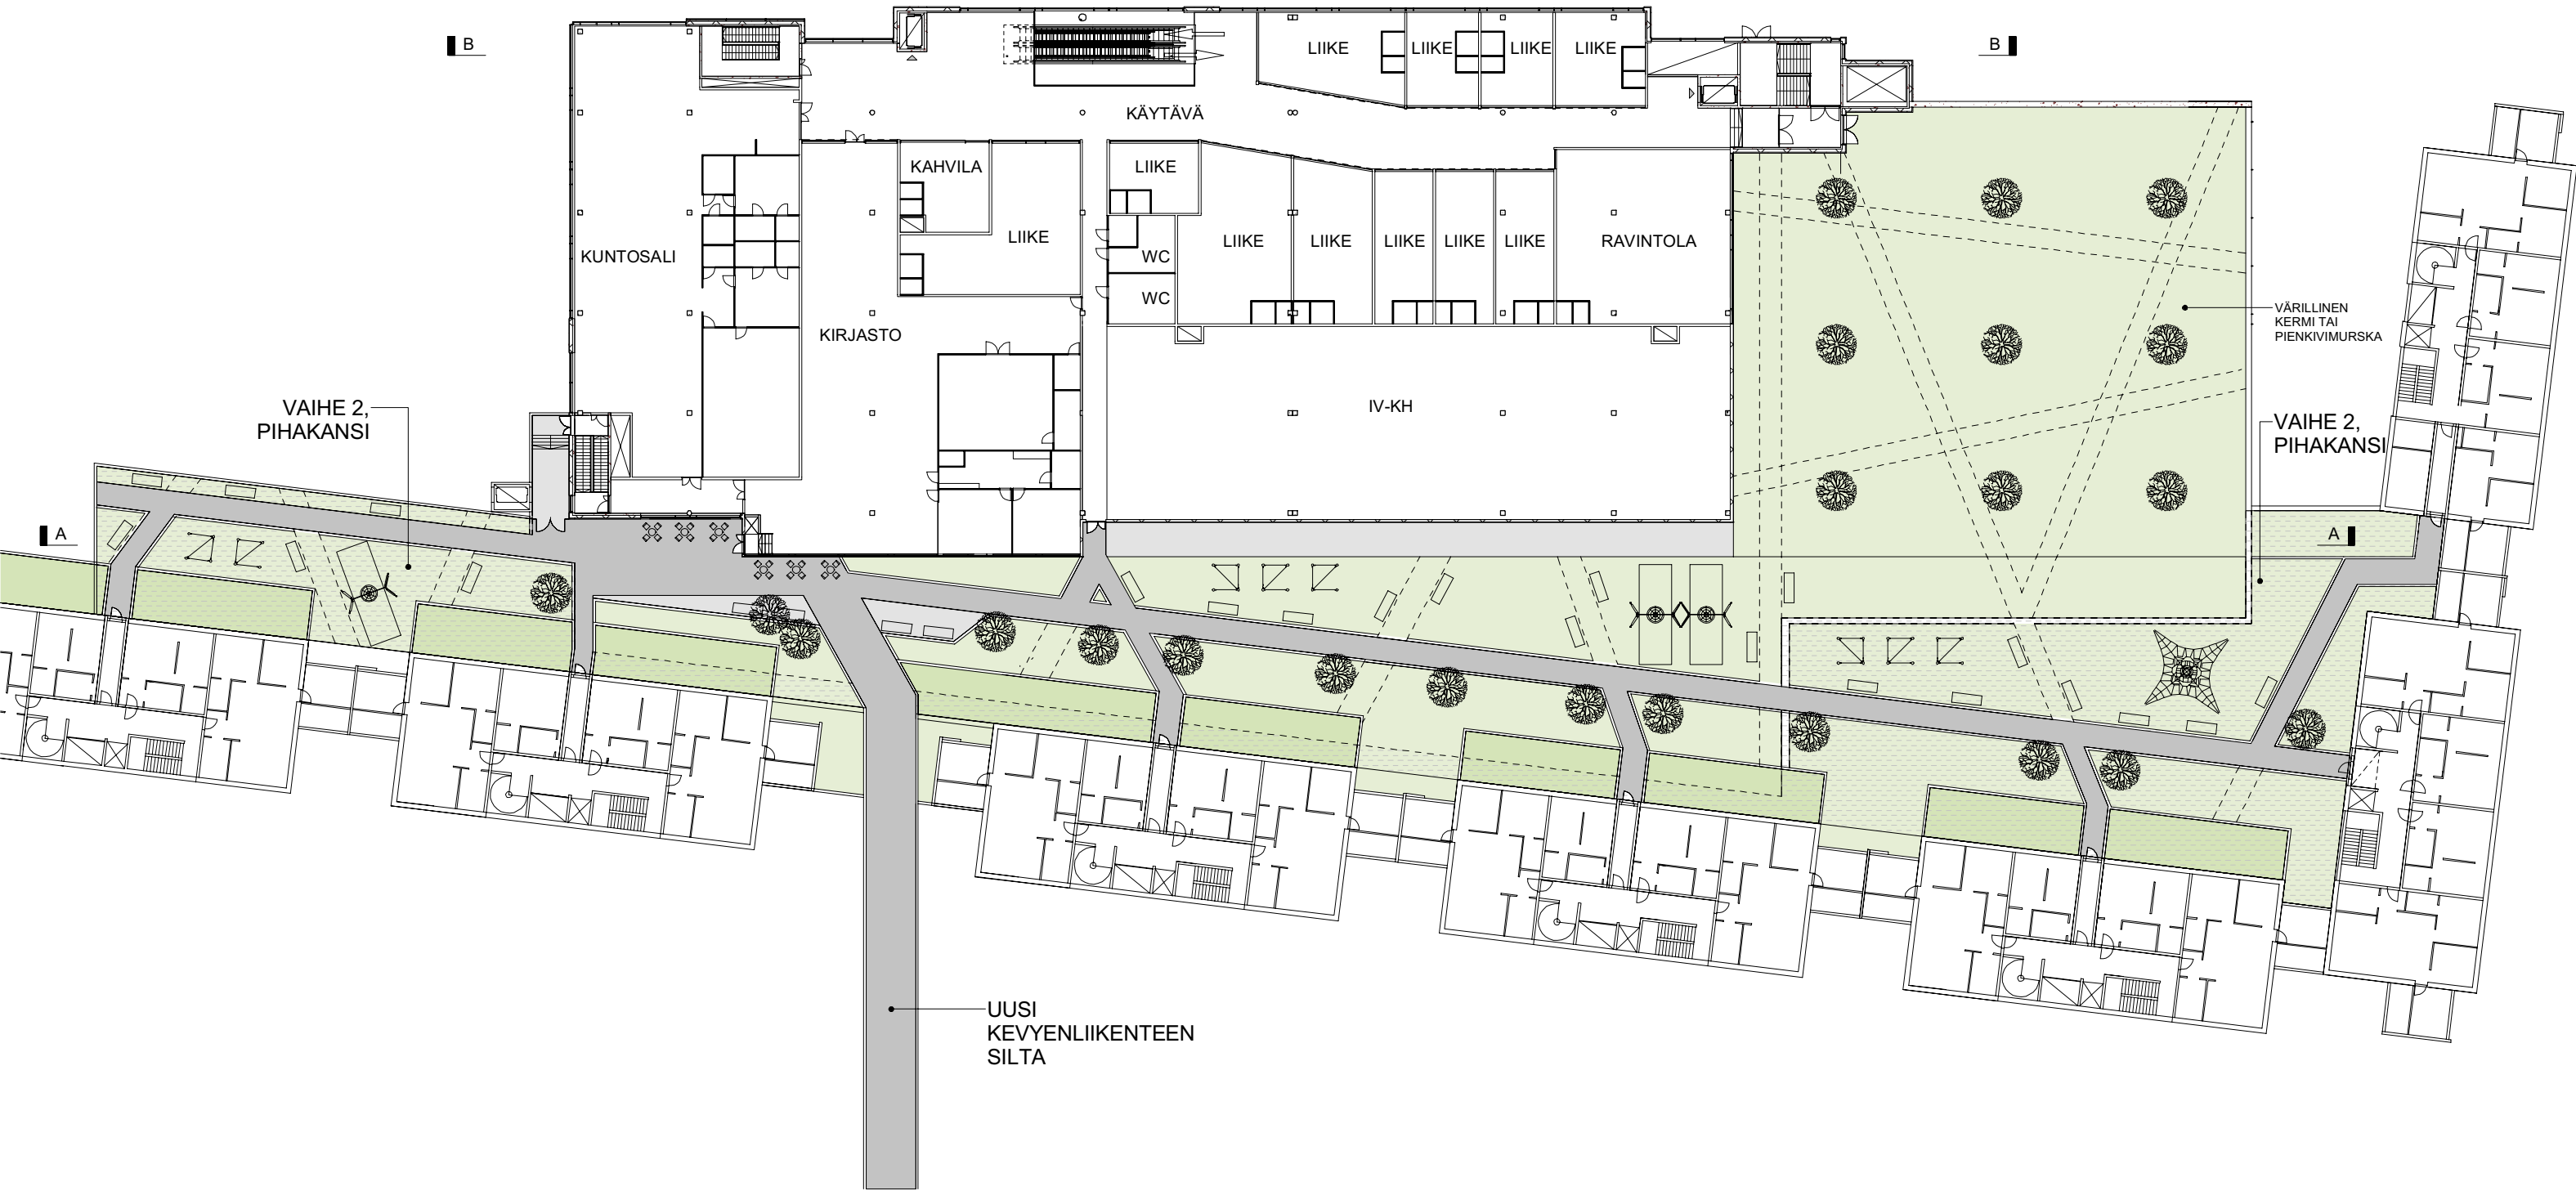 B
B
LIIKE
LIIKE
LIIKE
LIIKE
KÄYTÄVÄ
KAHVILA
LIIKE
LIIKE
LIIKE
LIIKE
LIIKE
LIIKE
LIIKE
RAVINTOLA
KUNTOSALI
WC
WC
KIRJASTO
VÄRILLINEN
KERMI TAI
PIENKIVIMURSKA
IV-KH
VAIHE 2,
PIHAKANSI
VAIHE 2,
PIHAKANSI
A
A
UUSI
KEVYENLIIKENTEEN
SILTA